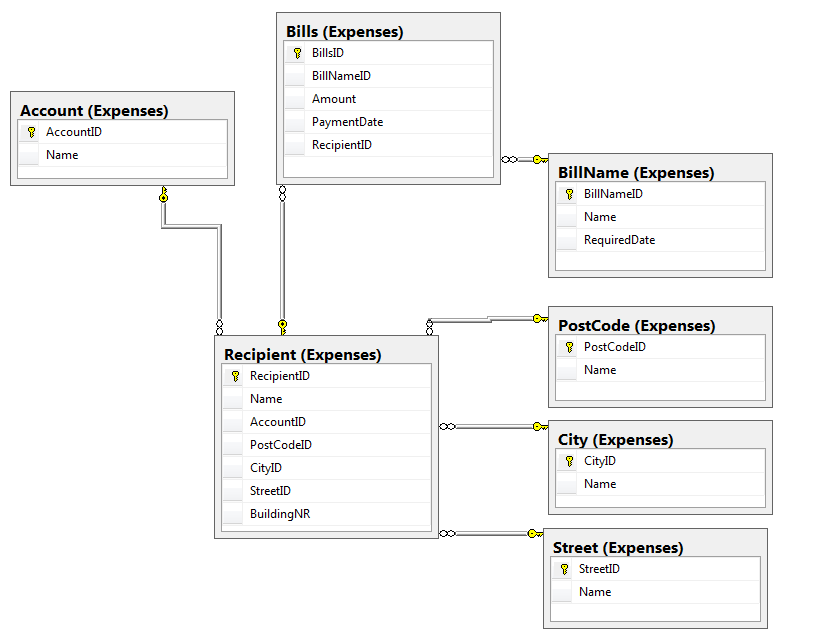 Bills (Expenses)
BillsID
BillNameID
Amount
PaymentDate
RecipientID
Account (Expenses)
AccountID
Name
BillName (Expenses)
BillNameID
Name
RequiredDate
PostCode (Expenses)
PostCodeID
Name
Recipient (Expenses)
RecipientID
Name
AccountID
PostCodeID
CityID
StreetID
BuildingNR
City (Expenses)
CityID
Name
Street (Expenses)
StreetID
Name